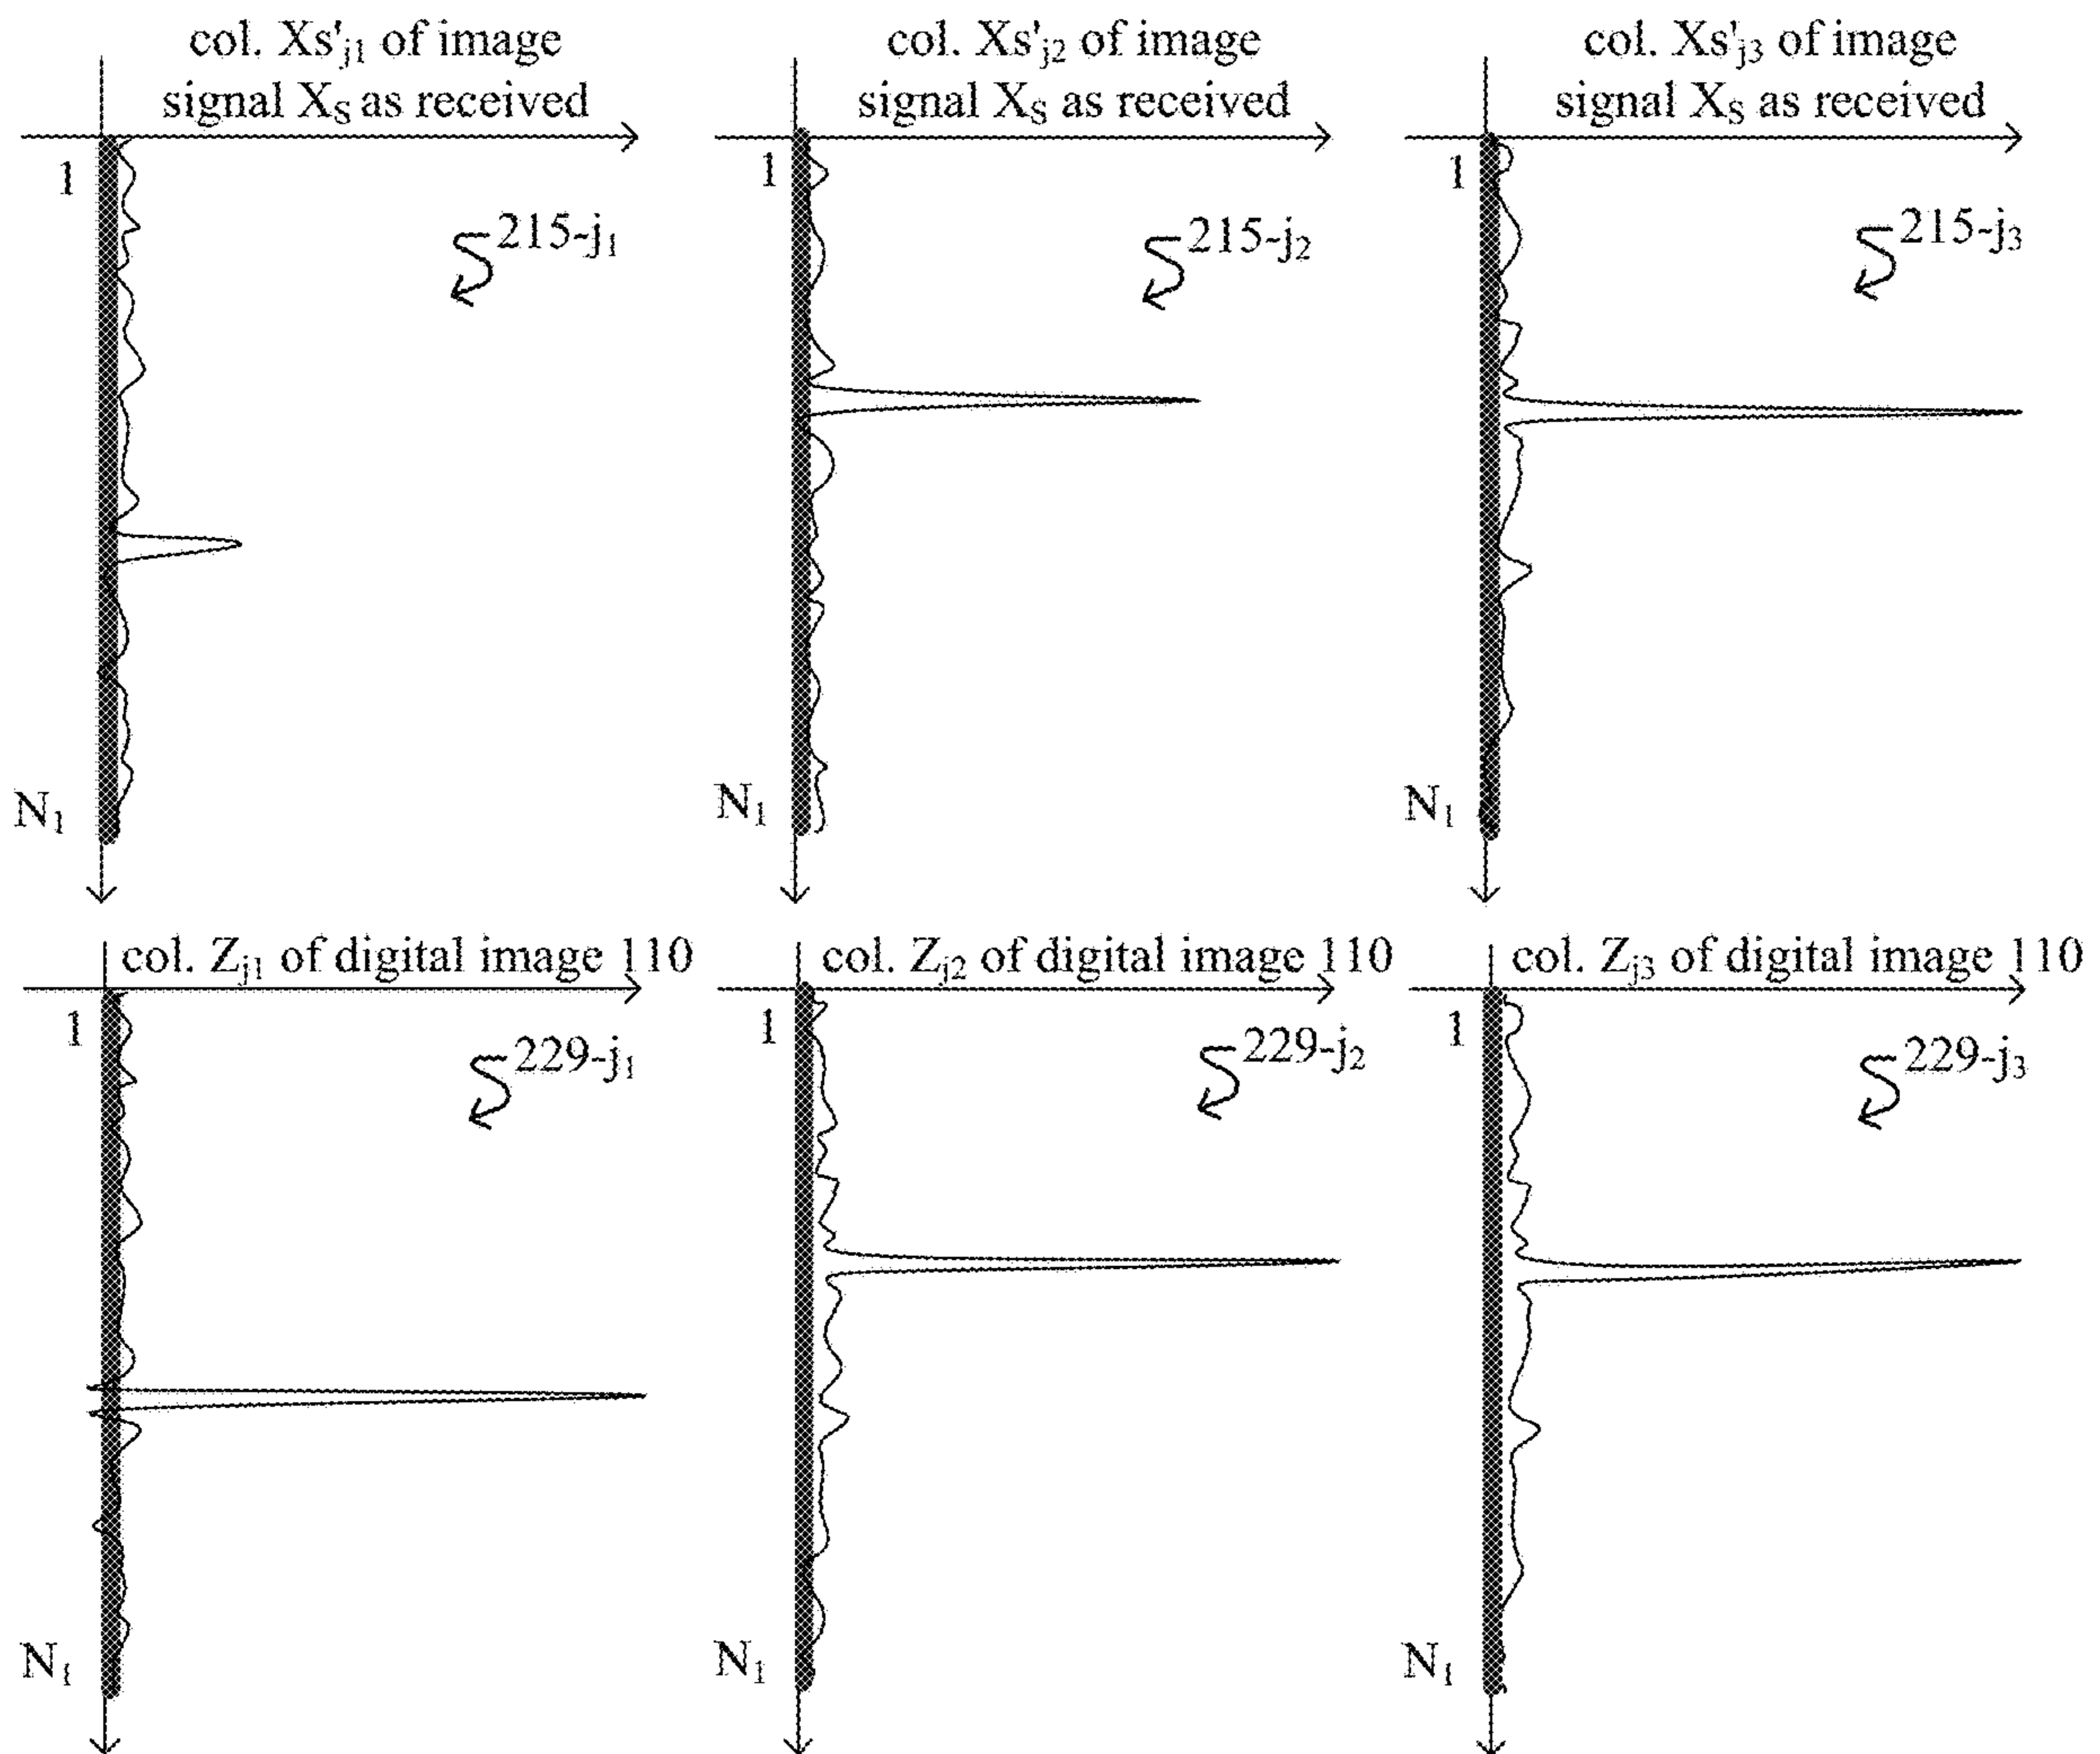 col. Xs'j1 of image
signal XS as received
1
215-j1
N1
col. Xs'j2 of image
signal XS as received
1
215-j2
N1
col. Xs'j3 of image
signal XS as received
1
215-j3
N1
col. Zj1 of digital image 110
1
229-j1
N1
col. Zj2 of digital image 110
1
229-j2
N1
col. Zj3 of digital image 110
1
229-j3
N1